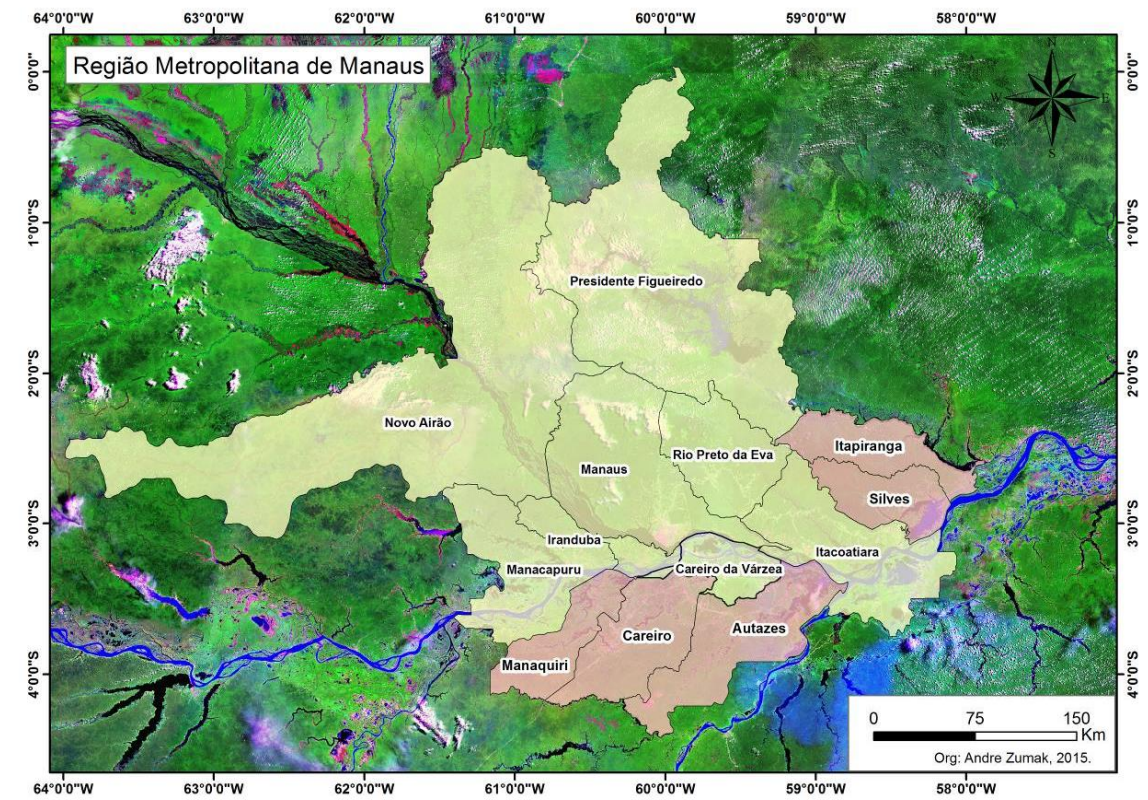 64°0'0"W 63°0'0"W 62°0'0"W 61°0'0"W 60°0'0"W 59°0'0"W 58°0'0"W
Região Metropolitana de Manaus
N
W E
S
0°0'0" 0°0'0"
1°0'0"S 1°0'0"S
Presidente Figueiredo
2°0'0"S 2°0'0"S
Novo Airão
Itapiranga
Rio Preto da Eva
Manaus
Silves
3°0'0"S 3°0'0"S
Iranduba
Itacoatiara
Manacapuru
Careiro da Várzea
Autazes
Careiro
Manaquiri
4°0'0"S 4°0'0"S
0 75 150
Km
Org: Andre Zumak, 2015.
64°0'0"W 63°0'0"W 62°0'0"W 61°0'0"W 60°0'0"W 59°0'0"W 58°0'0"W